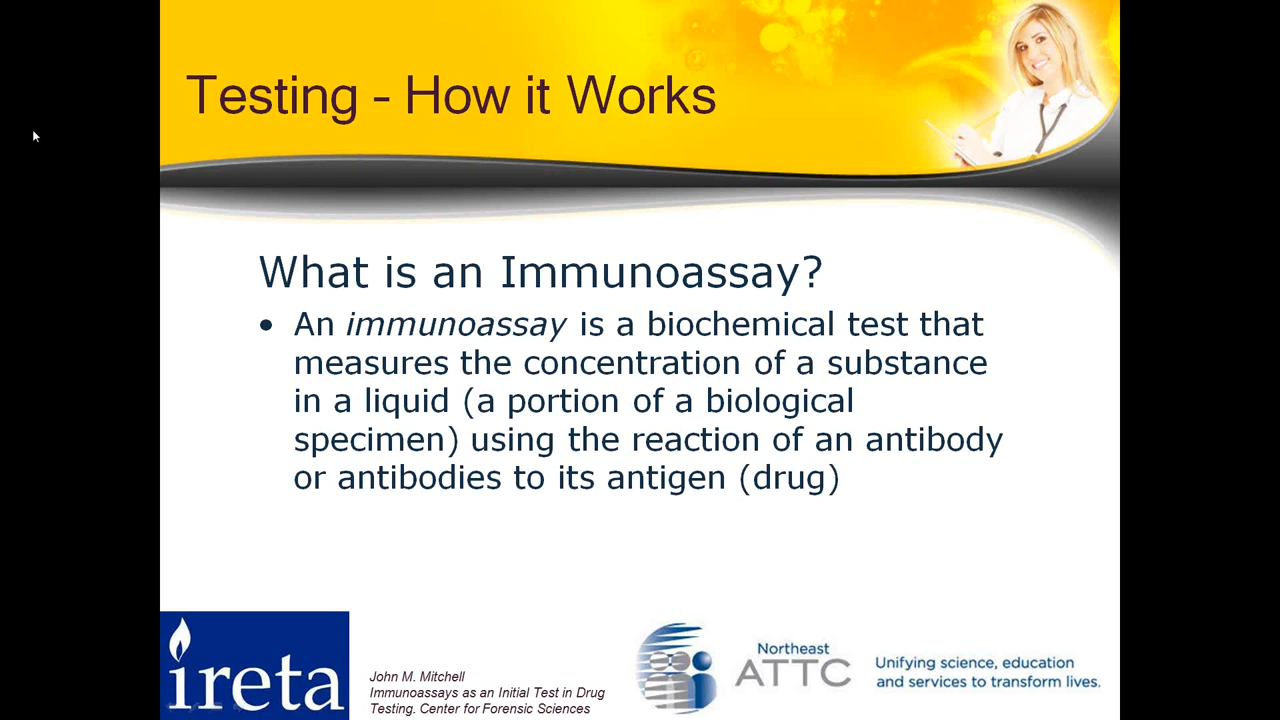 Testing - How it Works
What is an Immunoassay?
• An immunoassay is a biochemical test that
measures the concentration of a substance
in a liquid (a portion of a biological
specimen) using the reaction of an antibody
or antibodies to its antigen (drug)
ireta
John M. Mitchell
Immunoassays as an Initial Test in Drug
Testing. Center for Forensic Sciences
Northeast
ATTC
Unifying science, education
and services to transform lives.